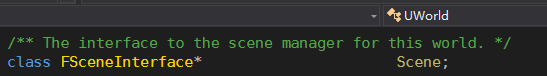 UWorld
/** The interface to the scene manager for this world. */
class FSceneInterface* Scene;